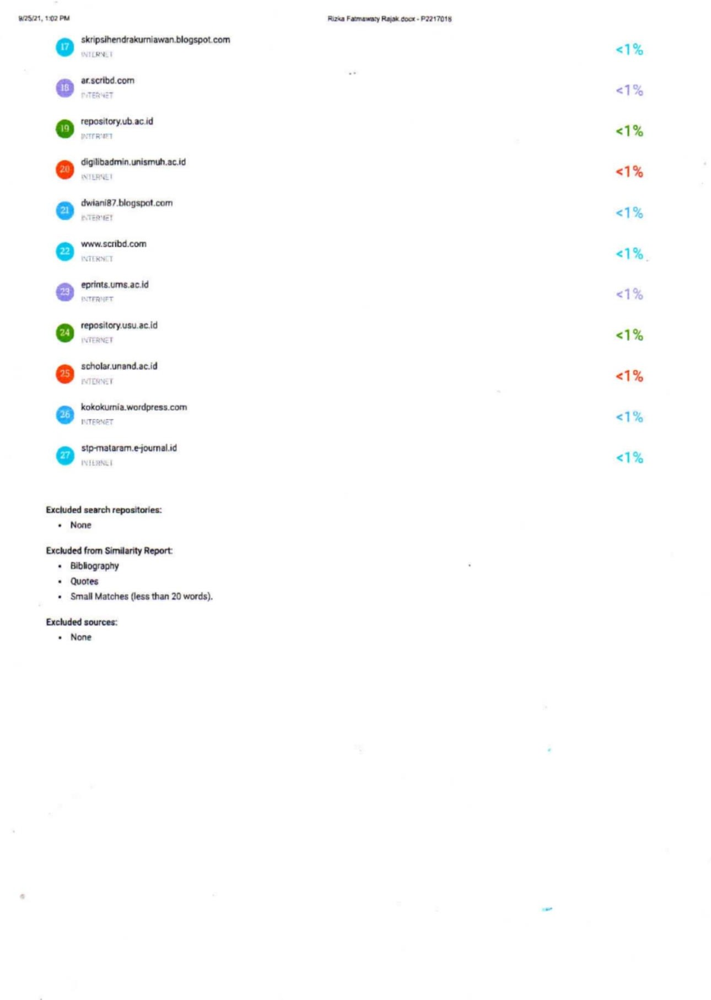 9/25/21, 1:02 PM
Rizka Fatmawaty Rajak.docx - P2217018
17
skripsihendrakurniawan.blogspot.com
INTERNET
<1%
18
ar.scribd.com
INTERNET
<1%
19
repository.ub.ac.id
INTERNET
<1%
20
digilibadmin.unismuh.ac.id
INTERNET
<1%
21
dwiani87.blogspot.com
INTERNET
<1%
22
www.scribd.com
INTERNET
<1%
23
eprints.ums.ac.id
INTERNET
<1%
24
repository.usu.ac.id
INTERNET
<1%
25
scholar.unand.ac.id
INTERNET
<1%
26
kokokurnia.wordpress.com
INTERNET
<1%
27
stp-mataram.e-journal.id
INTERNET
<1%
Excluded search repositories:
• None
Excluded from Similarity Report:
• Bibliography
• Quotes
• Small Matches (less than 20 words).
Excluded sources:
• None